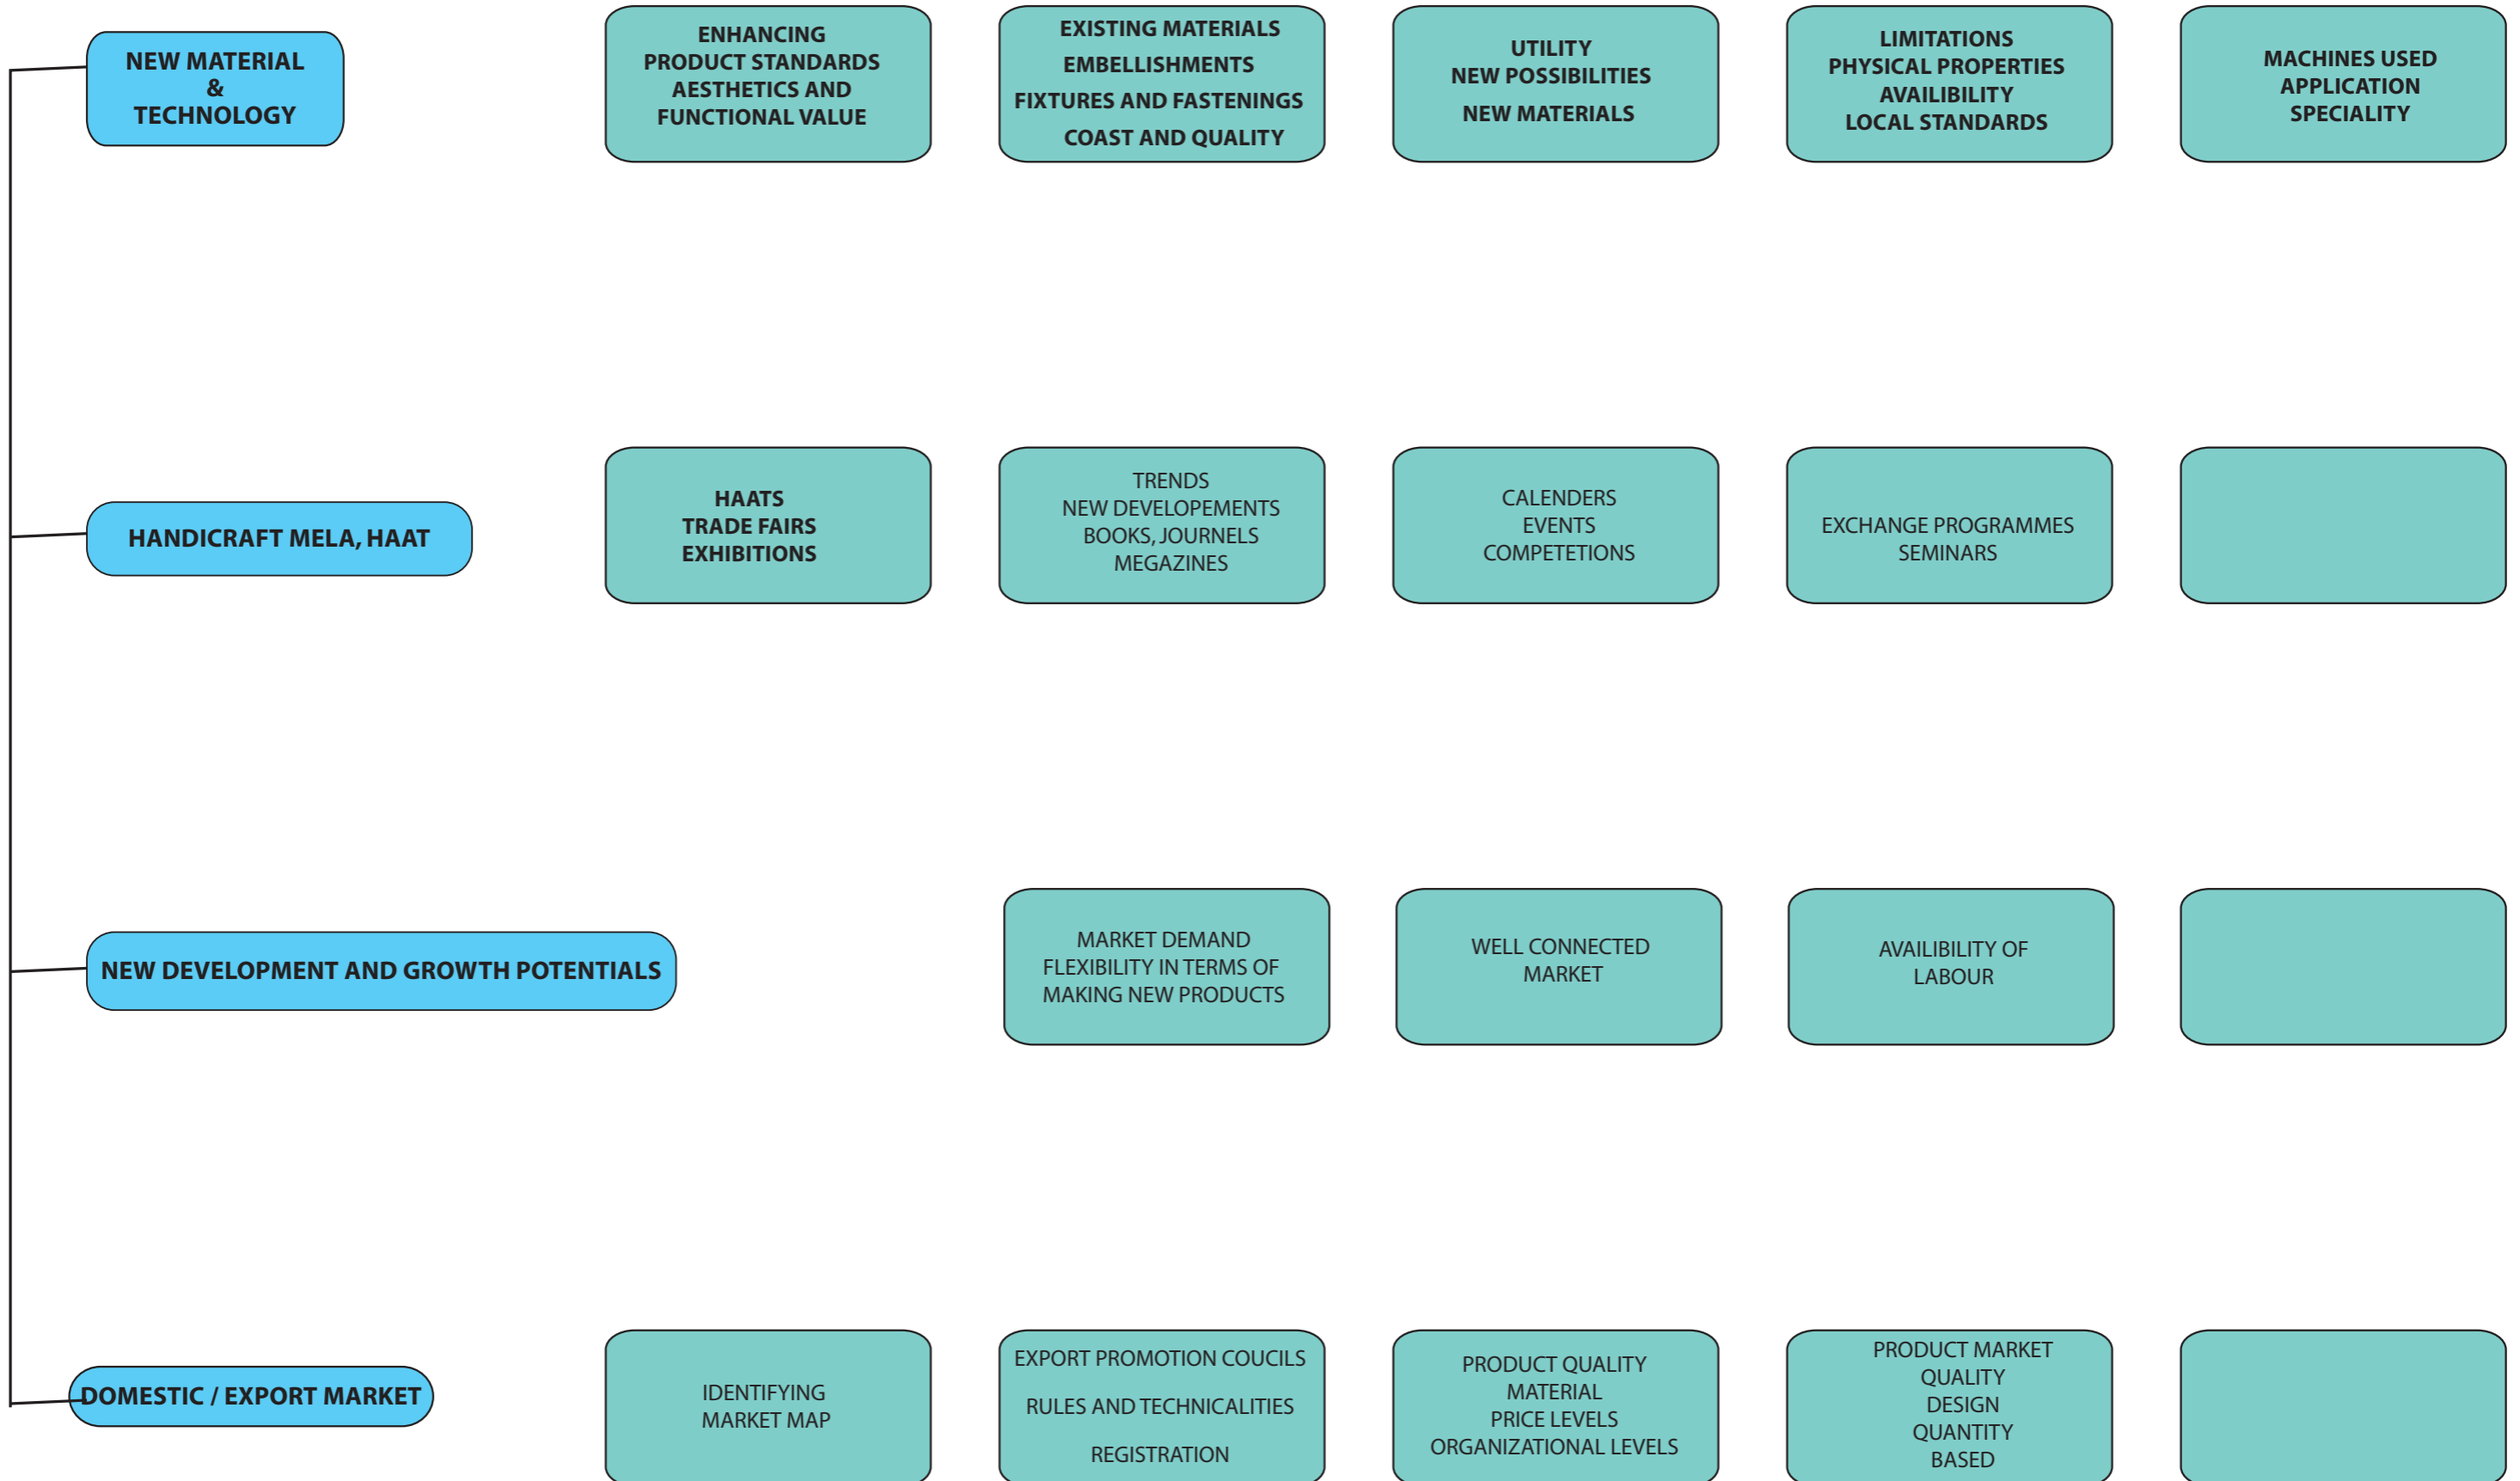 NEW MATERIAL
&
TECHNOLOGY
ENHANCING
PRODUCT STANDARDS
AESTHETICS AND
FUNCTIONAL VALUE
EXISTING MATERIALS
EMBELLISHMENTS
FIXTURES AND FASTENINGS
COAST AND QUALITY
UTILITY
NEW POSSIBILITIES
NEW MATERIALS
LIMITATIONS
PHYSICAL PROPERTIES
AVAILIBILITY
LOCAL STANDARDS
MACHINES USED
APPLICATION
SPECIALITY
HANDICRAFT MELA, HAAT
HAATS
TRADE FAIRS
EXHIBITIONS
TRENDS
NEW DEVELOPEMENTS
BOOKS, JOURNELS
MEGAZINES
CALENDERS
EVENTS
COMPETETIONS
EXCHANGE PROGRAMMES
SEMINARS
NEW DEVELOPMENT AND GROWTH POTENTIALS
MARKET DEMAND
FLEXIBILITY IN TERMS OF
MAKING NEW PRODUCTS
WELL CONNECTED
MARKET
AVAILIBILITY OF
LABOUR
DOMESTIC / EXPORT MARKET
IDENTIFYING
MARKET MAP
EXPORT PROMOTION COUCILS
RULES AND TECHNICALITIES
REGISTRATION
PRODUCT QUALITY
MATERIAL
PRICE LEVELS
ORGANIZATIONAL LEVELS
PRODUCT MARKET
QUALITY
DESIGN
QUANTITY
BASED